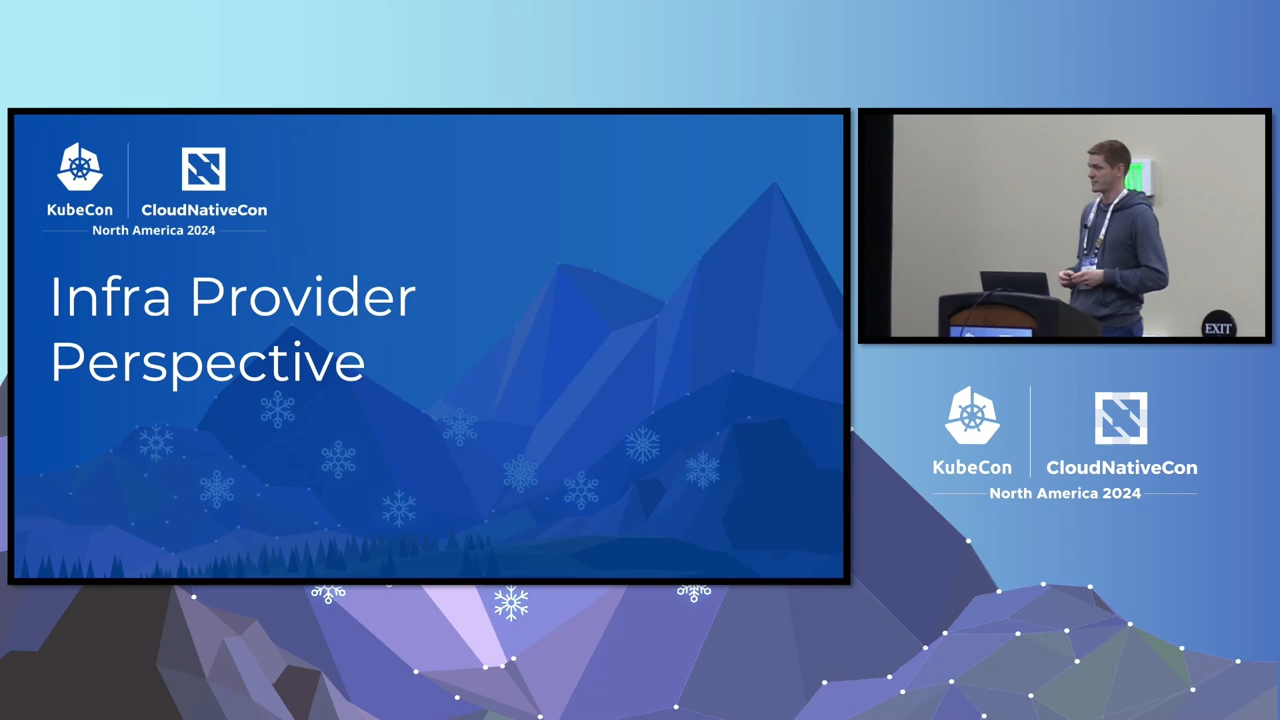 KubeCon
CloudNativeCon
North America 2024
Infra Provider
Perspective
EXIT
KubeCon
CloudNativeCon
North America 2024